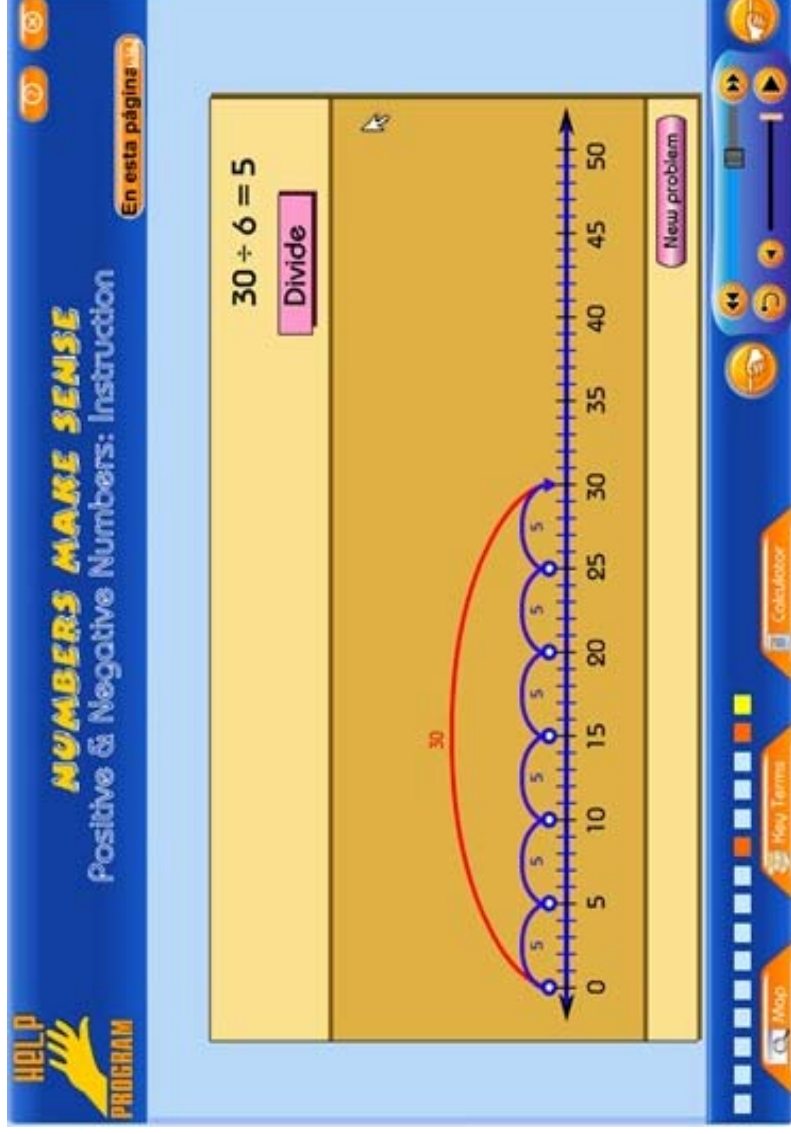 HELP
PROGRAM
NUMBERS MAKE SENSE
Positive & Negative Numbers: Instruction
?
X
En esta página
30 ÷ 6 = 5
Divide
30
5 5 5 5 5 5
0 5 10 15 20 25 30 35 40 45 50
New problem
Map
Key Terms
Calculator